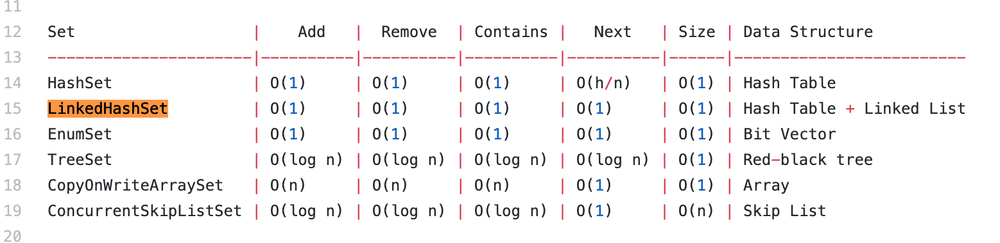 11
12 Set | Add | Remove | Contains | Next | Size | Data Structure
13 ----------------------|----------|----------|----------|----------|------|-------------------------
14 HashSet | O(1) | O(1) | O(1) | O(h/n) | O(1) | Hash Table
15 LinkedHashSet | O(1) | O(1) | O(1) | O(1) | O(1) | Hash Table + Linked List
16 EnumSet | O(1) | O(1) | O(1) | O(1) | O(1) | Bit Vector
17 TreeSet | O(log n) | O(log n) | O(log n) | O(log n) | O(1) | Red-black tree
18 CopyOnWriteArraySet | O(n) | O(n) | O(n) | O(1) | O(1) | Array
19 ConcurrentSkipListSet | O(log n) | O(log n) | O(log n) | O(1) | O(n) | Skip List
20